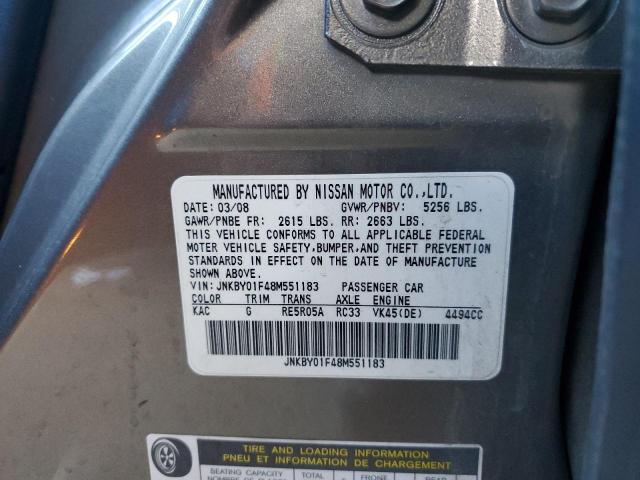 MANUFACTURED BY NISSAN MOTOR CO.,LTD.
DATE: 03/08 GVWR/PNBV: 5256 LBS.
GAWR/PNBE FR: 2615 LBS. RR: 2663 LBS.
THIS VEHICLE CONFORMS TO ALL APPLICABLE FEDERAL
MOTER VEHICLE SAFETY,BUMPER,AND THEFT PREVENTION
STANDARDS IN EFFECT ON THE DATE OF MANUFACTURE
SHOWN ABOVE.
VIN: JNKBY01F48M551183 PASSENGER CAR
COLOR TRIM TRANS AXLE ENGINE
KAC G RE5R05A RC33 VK45(DE) 4494CC
JNKBY01F48M551183
TIRE AND LOADING INFORMATION
PNEU ET INFORMATION DE CHARGEMENT
SEATING CAPACITY TOTAL FRONT REAR